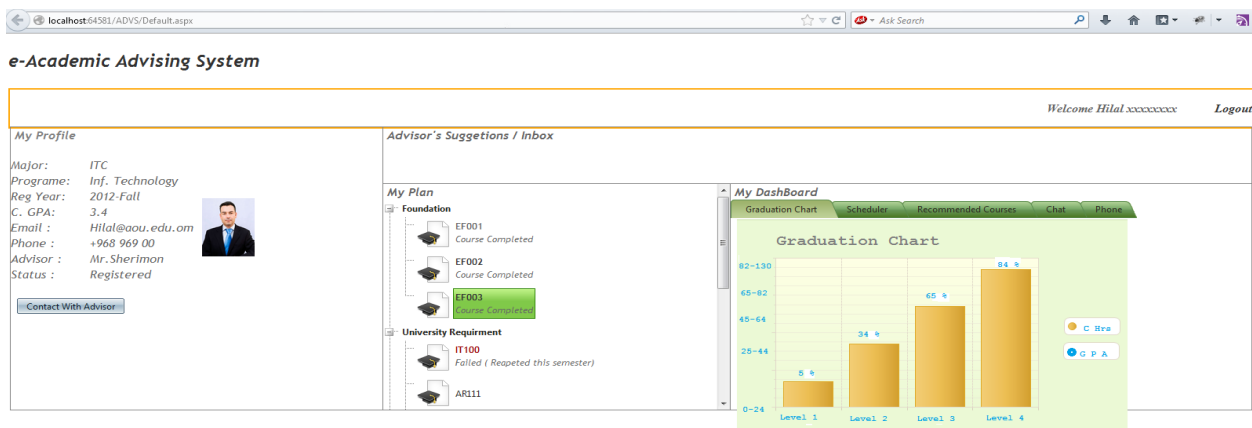 localhost:64581/ADVS/Default.aspx
Ask Search
e-Academic Advising System
Welcome Hilal xxxxxxxxx Logout
My Profile
Major: ITC
Programe: Inf. Technology
Reg Year: 2012-Fall
C. GPA: 3.4
Email : Hilal@aou.edu.om
Phone : +968 969 00
Advisor : Mr.Sherimon
Status : Registered
Contact With Advisor
Advisor's Suggetions / Inbox
My Plan
Foundation
EF001
Course Completed
EF002
Course Completed
EF003
Course Completed
University Requirment
IT100
Failed ( Reapeted this semester)
AR111
My DashBoard
Graduation Chart Scheduler Recommended Courses Chat Phone
Graduation Chart
82-130
65-82
45-64
25-44
0-24
5 %
34 %
65 %
84 %
Level 1 Level 2 Level 3 Level 4
C Hrs
G P A